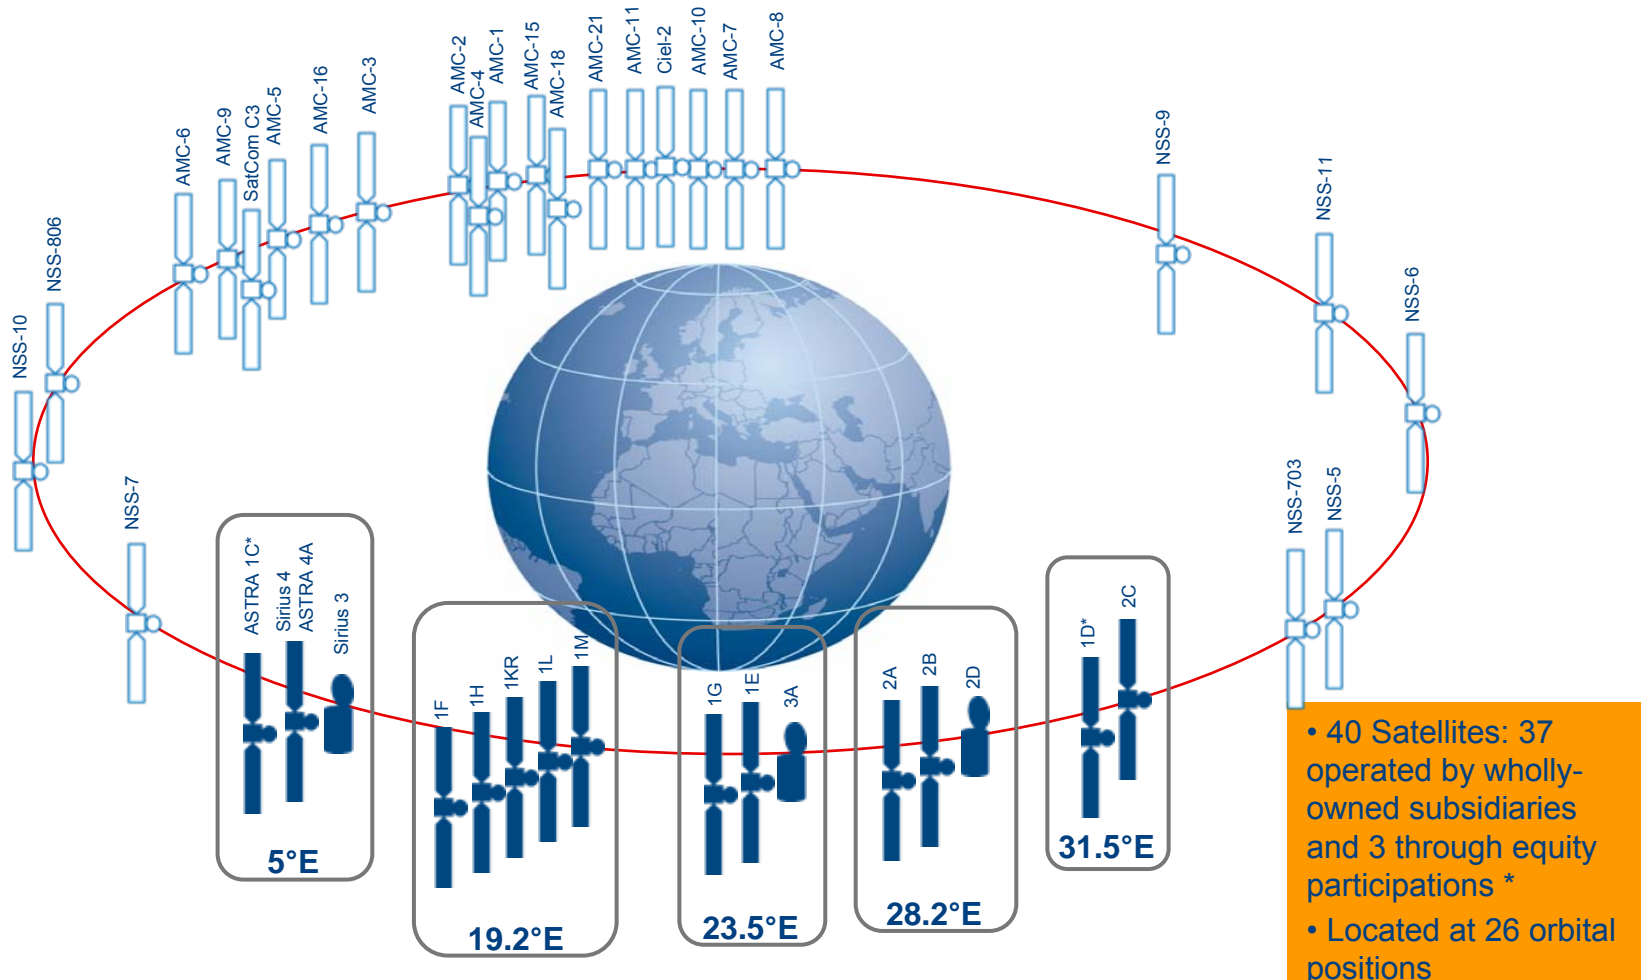 AMC-6
AMC-9
SatCom C3
AMC-5
AMC-16
AMC-3
AMC-2
AMC-4
AMC-1
AMC-15
AMC-18
AMC-21
AMC-11
Ciel-2
AMC-10
AMC-7
AMC-8
NSS-9
NSS-11
NSS-6
NSS-806
NSS-10
NSS-7
NSS-703
NSS-5
ASTRA 1C*
Sirius 4
ASTRA 4A
Sirius 3
5°E
1F
1H
1KR
1L
1M
19.2°E
1G
1E
3A
23.5°E
2A
2B
2D
28.2°E
1D*
2C
31.5°E
• 40 Satellites: 37
operated by wholly-
owned subsidiaries
and 3 through equity
participations *
• Located at 26 orbital
positions